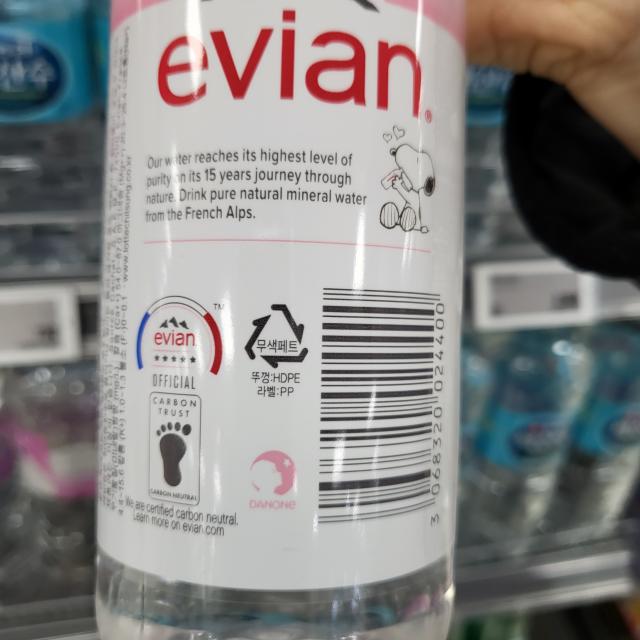 evian
®
Our water reaches its highest level of
purity on its 15 years journey through
nature. Drink pure natural mineral water
from the French Alps.
evian
TM
OFFICIAL
CARBON
TRUST
CARBON NEUTRAL
We are certified carbon neutral.
Learn more on evian.com
무색페트
뚜껑:HDPE
라벨:PP
DANONE
3 068320 024400